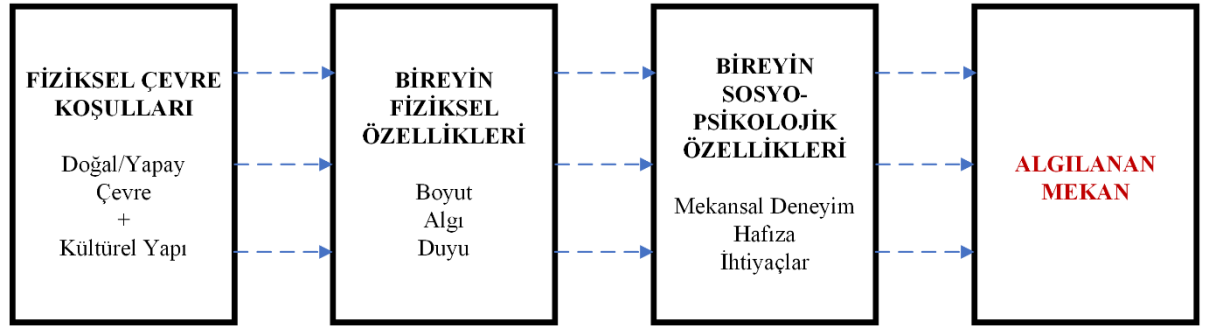 FİZİKSEL ÇEVRE
KOŞULLARI
Doğal/Yapay
Çevre
+
Kültürel Yapı
BİREYİN
FİZİKSEL
ÖZELLİKLERİ
Boyut
Algı
Duyu
BİREYİN
SOSYO-
PSİKOLOJİK
ÖZELLİKLERİ
Mekansal Deneyim
Hafıza
İhtiyaçlar
ALGILANAN
MEKAN